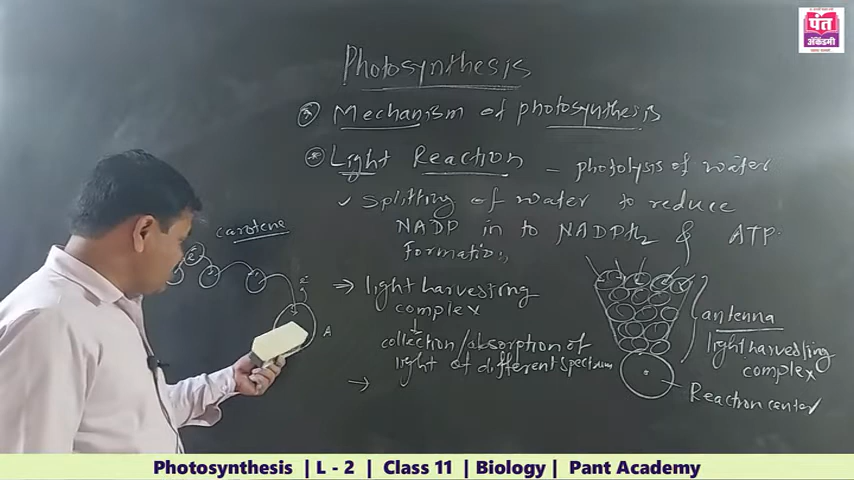 पंत
अ‍ॅकॅडमी
Photosynthesis
Mechanism of photosynthesis
Light Reaction - photolysis of water
✓ splitting of water to reduce
NADP in to NADPH₂ & ATP.
formation,
carotene
e⁻
e⁻
A
⇒ light harvesting
complex
↓
collection/absorption of
light of different spectrum
→
antenna
light harvesting
complex
Reaction center
Photosynthesis | L - 2 | Class 11 | Biology | Pant Academy